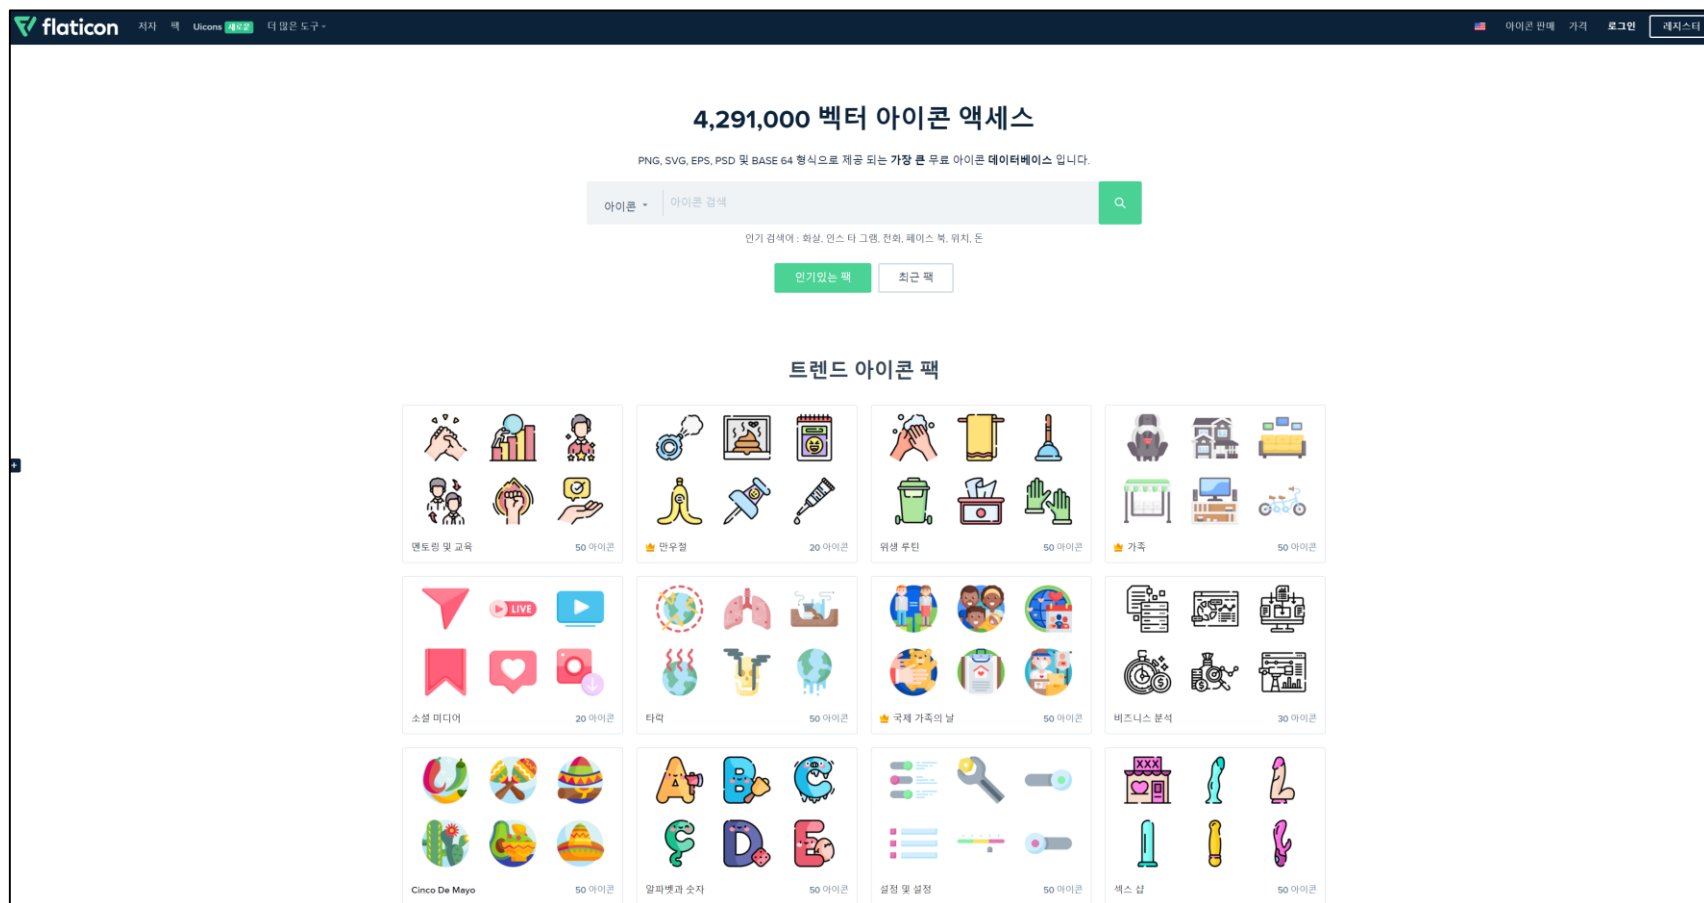 flaticon 저자 팩 Uicons 새로운 더 많은 도구 아이콘 판매 가격 로그인 레지스터
4,291,000 벡터 아이콘 액세스
PNG, SVG, EPS, PSD 및 BASE 64 형식으로 제공 되는 가장 큰 무료 아이콘 데이터베이스 입니다.
아이콘 아이콘 검색
인기 검색어 : 화살, 인스 타 그램, 전화, 페이스 북, 위치, 돈
인기있는 팩 최근 팩
트렌드 아이콘 팩
멘토링 및 교육 50 아이콘
만우절 20 아이콘
위생 루틴 50 아이콘
가족 50 아이콘
LIVE
소셜 미디어 20 아이콘
타락 50 아이콘
국제 가족의 날 50 아이콘
비즈니스 분석 30 아이콘
A B C
D E
XXX
Cinco De Mayo 50 아이콘
알파벳과 숫자 50 아이콘
설정 및 설정 50 아이콘
섹스 샵 50 아이콘